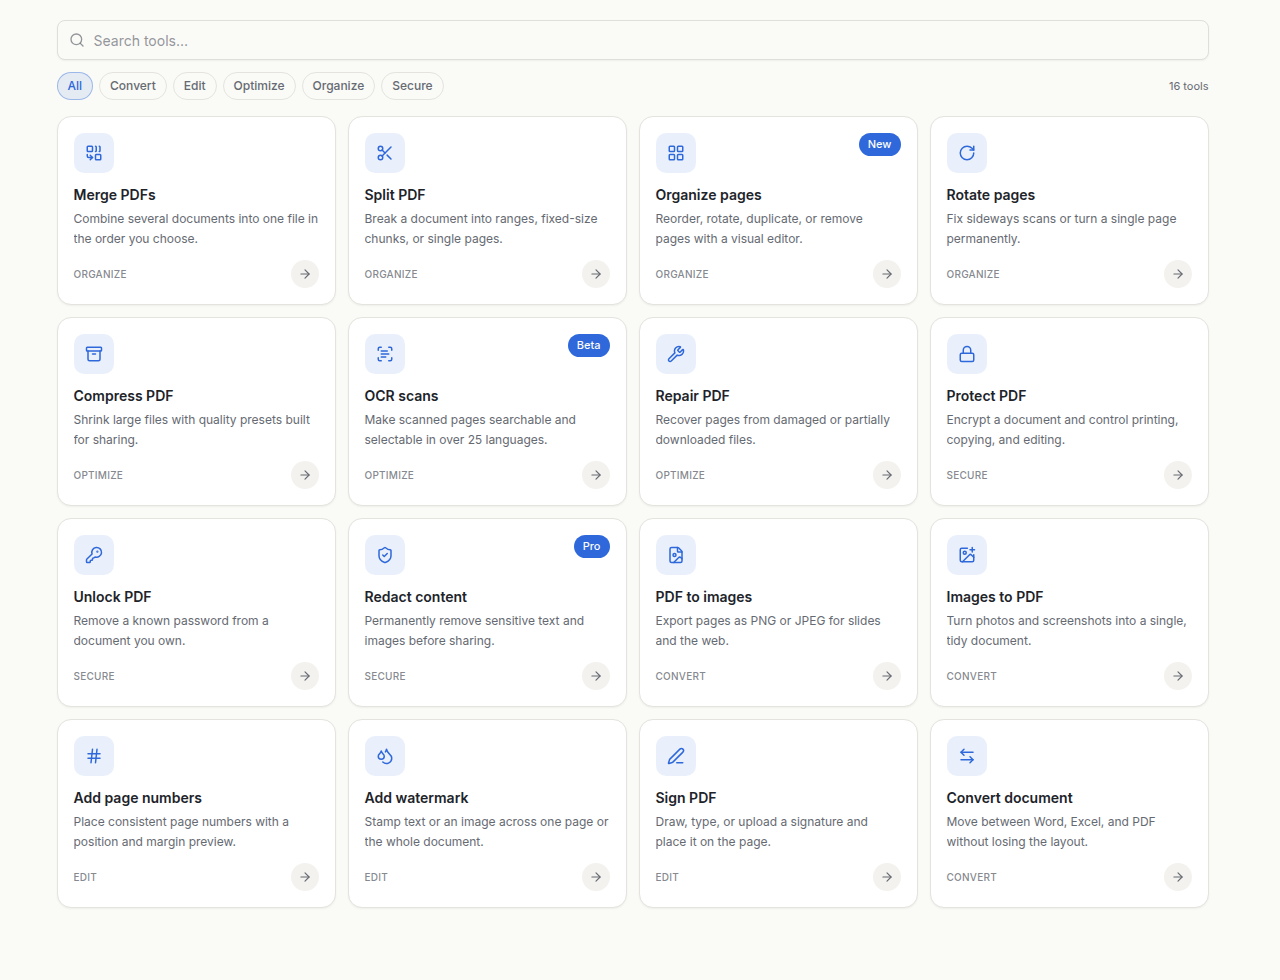 Search tools...
All
Convert
Edit
Optimize
Organize
Secure
16 tools
Merge PDFs
Combine several documents into one file in
the order you choose.
ORGANIZE
Split PDF
Break a document into ranges, fixed-size
chunks, or single pages.
ORGANIZE
New
Organize pages
Reorder, rotate, duplicate, or remove
pages with a visual editor.
ORGANIZE
Rotate pages
Fix sideways scans or turn a single page
permanently.
ORGANIZE
Compress PDF
Shrink large files with quality presets built
for sharing.
OPTIMIZE
Beta
OCR scans
Make scanned pages searchable and
selectable in over 25 languages.
OPTIMIZE
Repair PDF
Recover pages from damaged or partially
downloaded files.
OPTIMIZE
Protect PDF
Encrypt a document and control printing,
copying, and editing.
SECURE
Unlock PDF
Remove a known password from a
document you own.
SECURE
Pro
Redact content
Permanently remove sensitive text and
images before sharing.
SECURE
PDF to images
Export pages as PNG or JPEG for slides
and the web.
CONVERT
Images to PDF
Turn photos and screenshots into a single,
tidy document.
CONVERT
Add page numbers
Place consistent page numbers with a
position and margin preview.
EDIT
Add watermark
Stamp text or an image across one page or
the whole document.
EDIT
Sign PDF
Draw, type, or upload a signature and
place it on the page.
EDIT
Convert document
Move between Word, Excel, and PDF
without losing the layout.
CONVERT